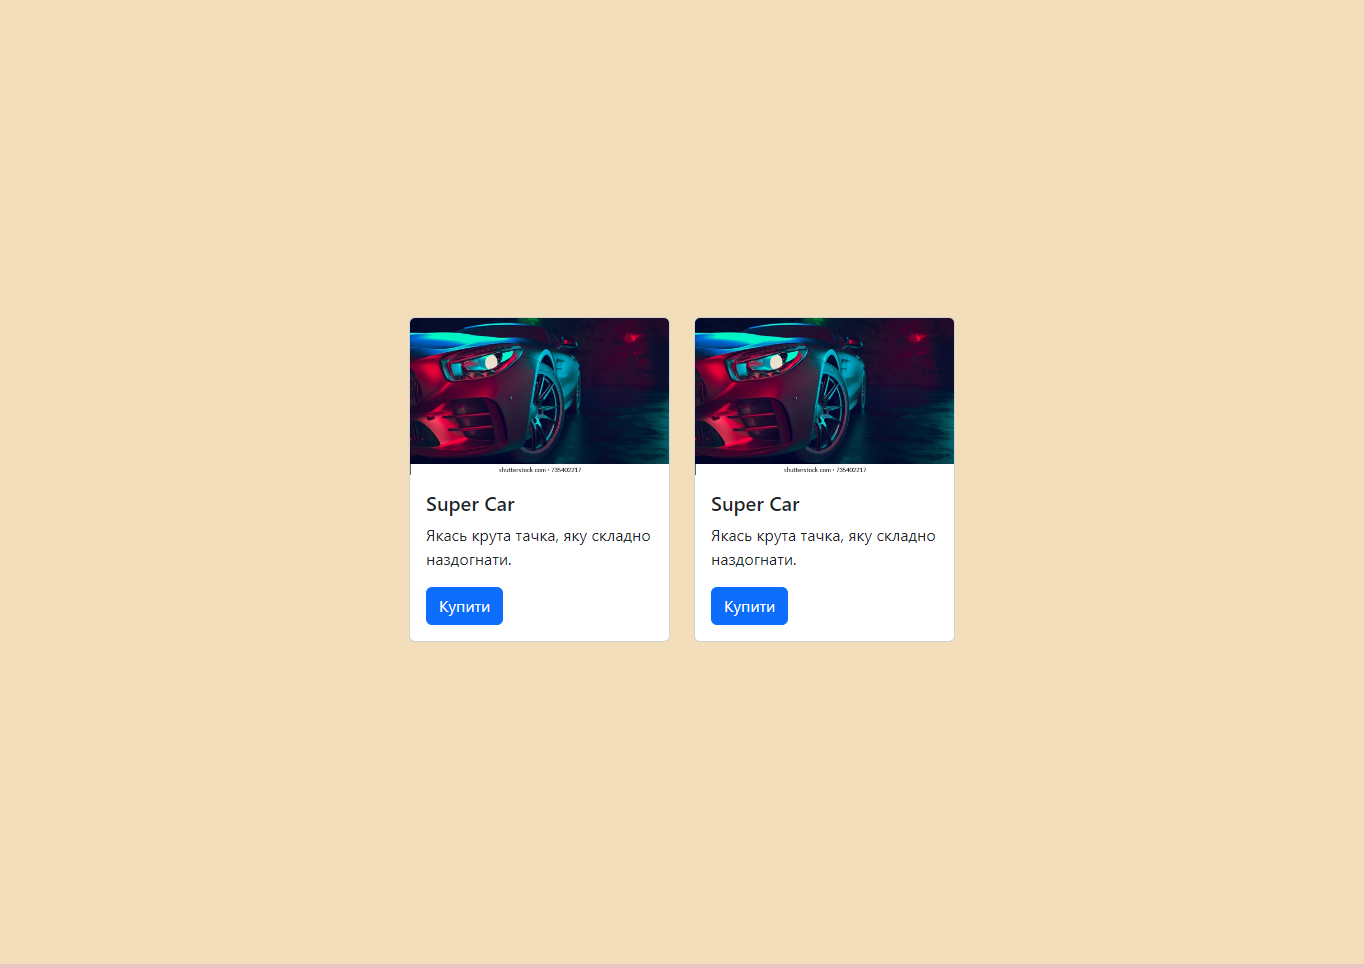 shutterstock.com • 735402217
Super Car
Якась крута тачка, яку складно
наздогнати.
Купити
shutterstock.com • 735402217
Super Car
Якась крута тачка, яку складно
наздогнати.
Купити